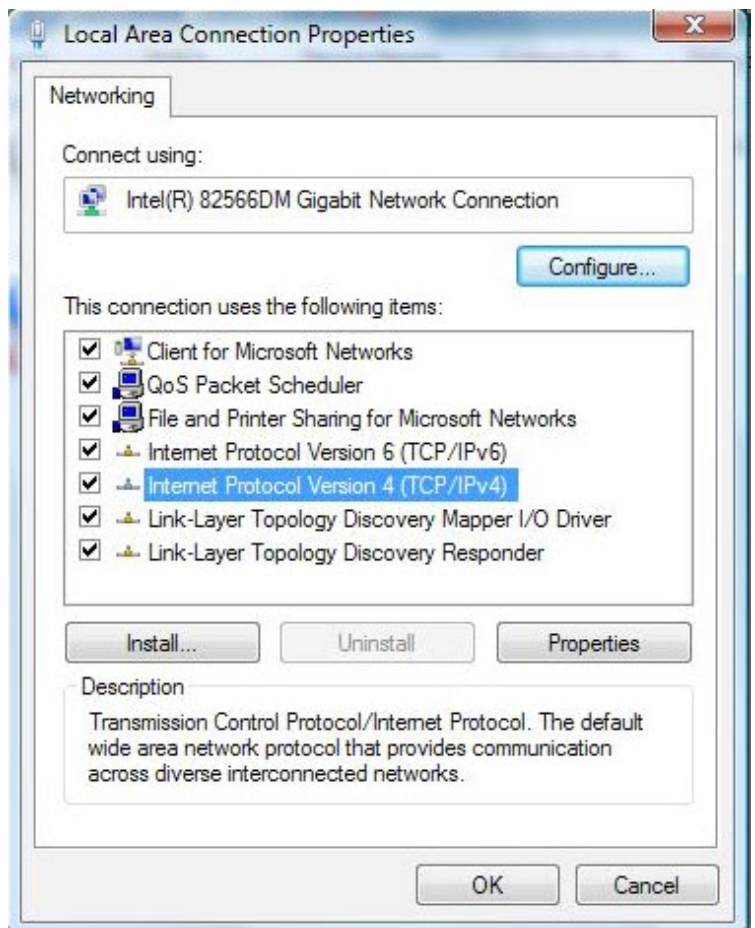 Local Area Connection Properties
Networking
Connect using:
Intel(R) 82566DM Gigabit Network Connection
Configure...
This connection uses the following items:
Client for Microsoft Networks
QoS Packet Scheduler
File and Printer Sharing for Microsoft Networks
Internet Protocol Version 6 (TCP/IPv6)
Internet Protocol Version 4 (TCP/IPv4)
Link-Layer Topology Discovery Mapper I/O Driver
Link-Layer Topology Discovery Responder
Install... Uninstall Properties
Description
Transmission Control Protocol/Internet Protocol. The default
wide area network protocol that provides communication
across diverse interconnected networks.
OK Cancel